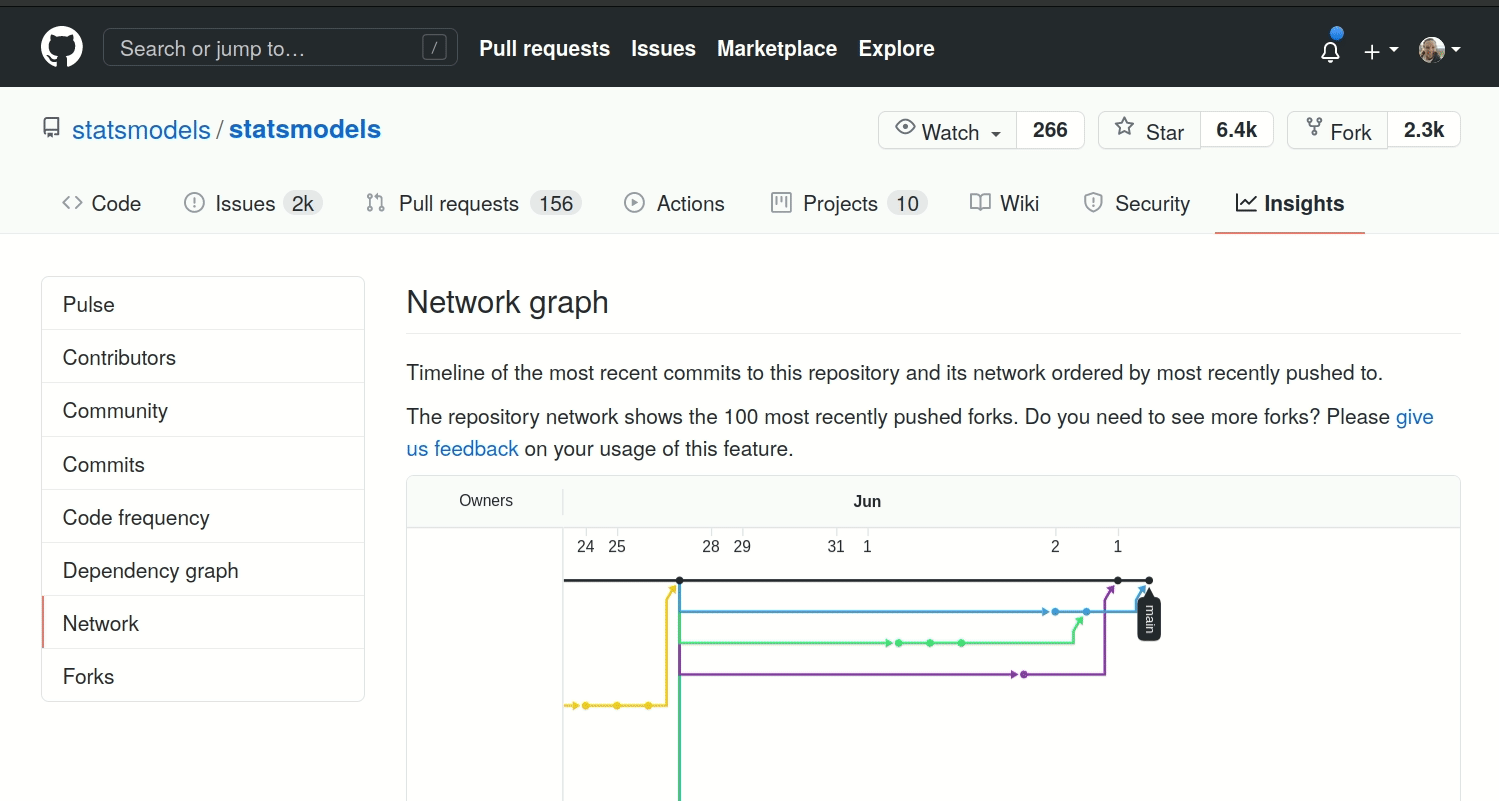 Search or jump to… /
Pull requests Issues Marketplace Explore
statsmodels / statsmodels
Watch 266 Star 6.4k Fork 2.3k
Code Issues 2k Pull requests 156 Actions Projects 10 Wiki Security Insights
Pulse
Contributors
Community
Commits
Code frequency
Dependency graph
Network
Forks
Network graph
Timeline of the most recent commits to this repository and its network ordered by most recently pushed to.
The repository network shows the 100 most recently pushed forks. Do you need to see more forks? Please give
us feedback on your usage of this feature.
Owners Jun
24 25 28 29 31 1 2 1
main